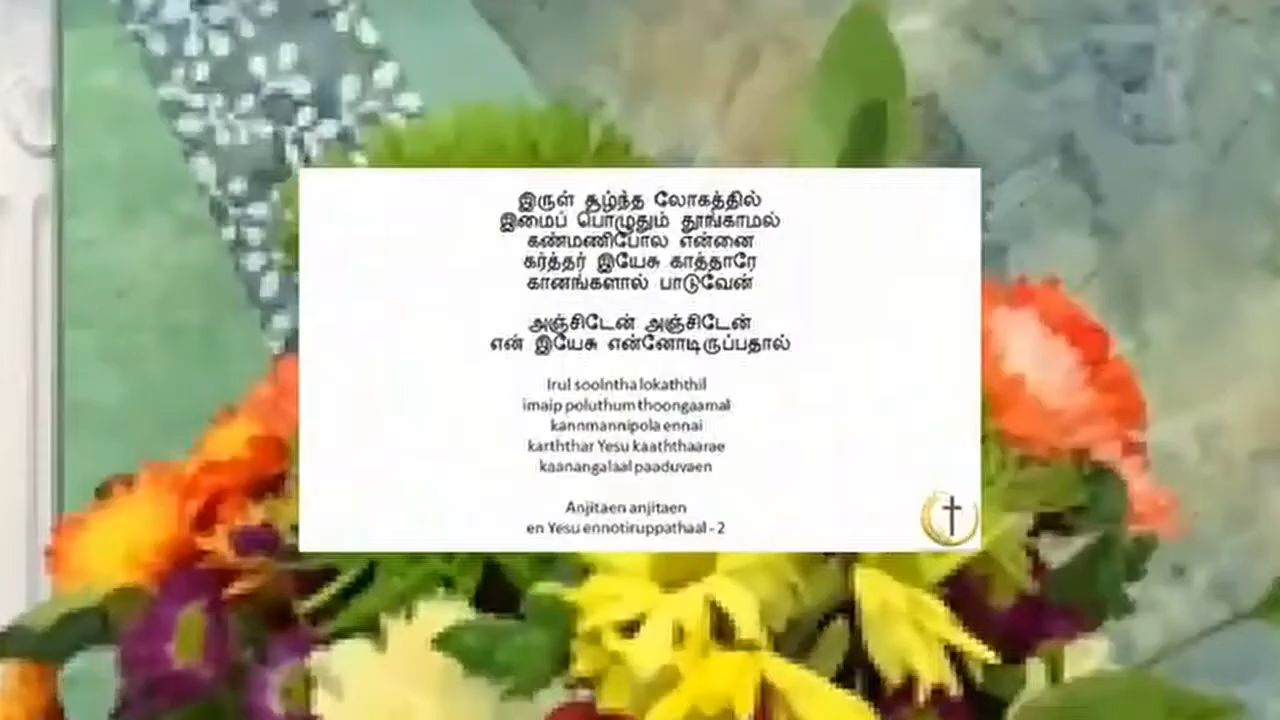 இருள் சூழ்ந்த லோகத்தில்
இமைப் பொழுதும் தூங்காமல்
கண்மணிபோல என்னை
கர்த்தர் இயேசு காத்தாரே
கானங்களால் பாடுவேன்
அஞ்சிடேன் அஞ்சிடேன்
என் இயேசு என்னோடிருப்பதால்
Irul soolntha lokaththil
imaip poluthum thoongaamal
kannmannipola ennai
karththar Yesu kaaththaarae
kaanangalaal paaduvaen
Anjitaen anjitaen
en Yesu ennotiruppathaal - 2